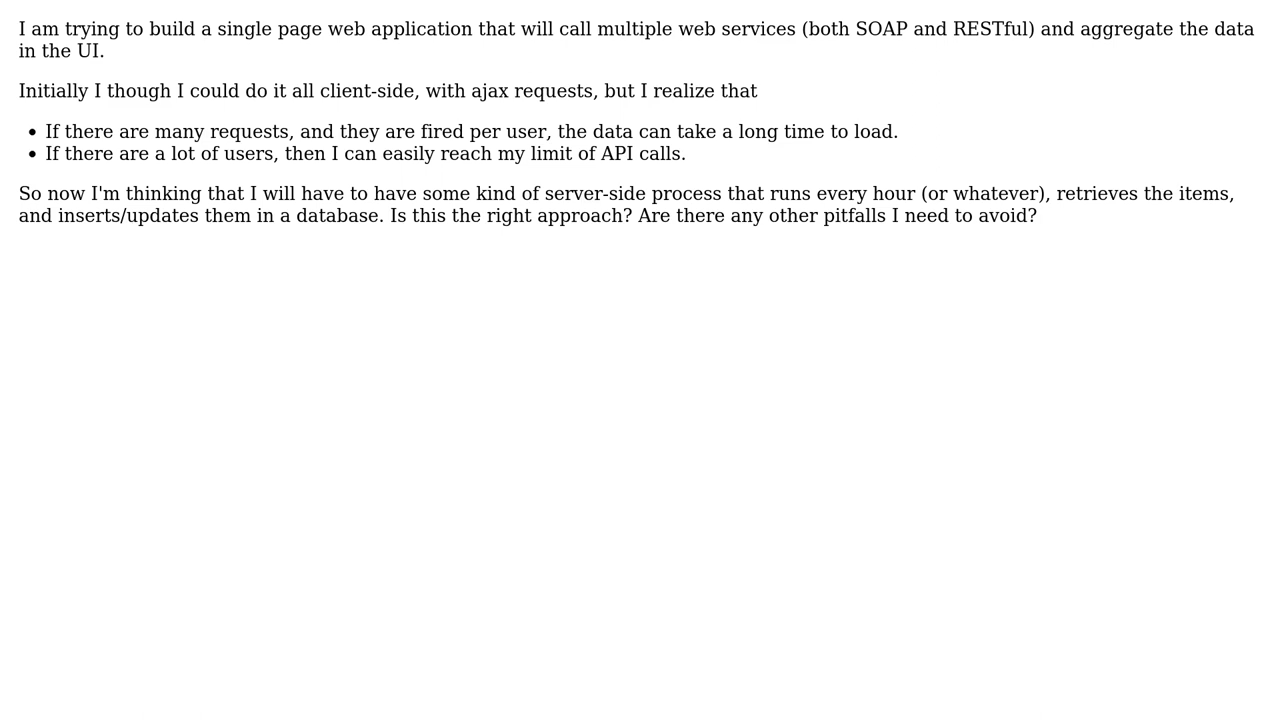 I am trying to build a single page web application that will call multiple web services (both SOAP and RESTful) and aggregate the data
in the UI.
Initially I though I could do it all client-side, with ajax requests, but I realize that
• If there are many requests, and they are fired per user, the data can take a long time to load.
• If there are a lot of users, then I can easily reach my limit of API calls.
So now I'm thinking that I will have to have some kind of server-side process that runs every hour (or whatever), retrieves the items,
and inserts/updates them in a database. Is this the right approach? Are there any other pitfalls I need to avoid?